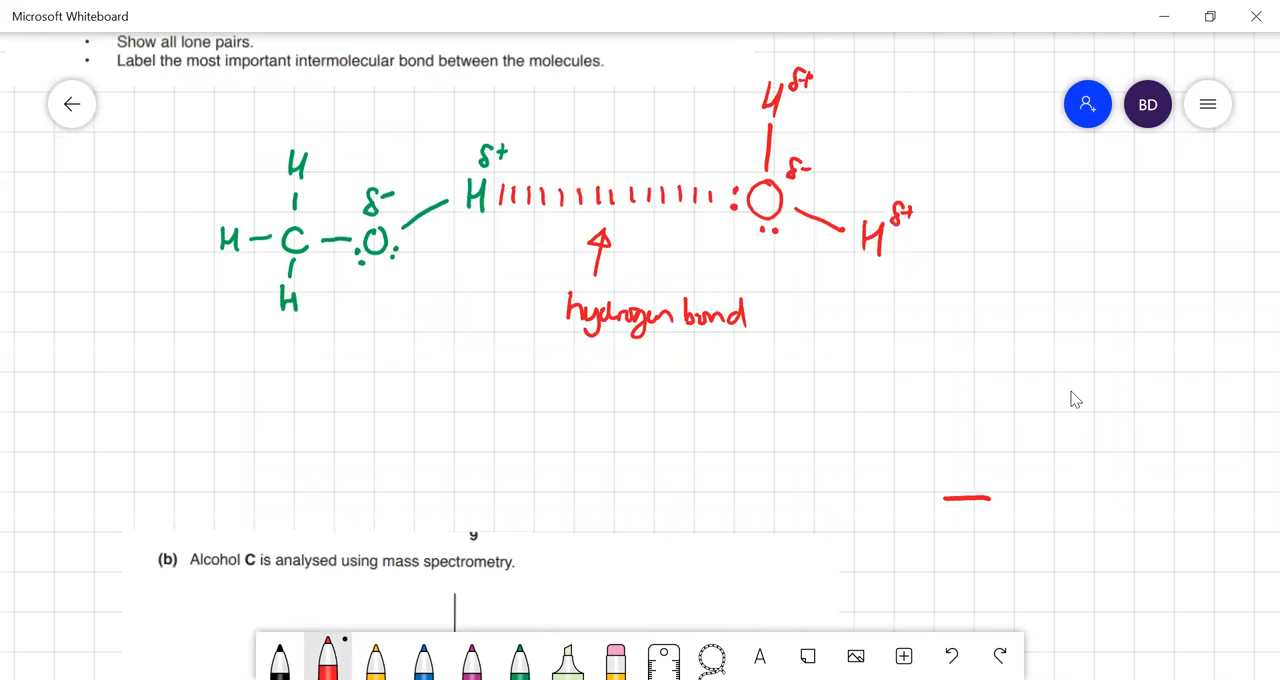 Microsoft Whiteboard
• Show all lone pairs.
• Label the most important intermolecular bond between the molecules.
BD
H δ+
H δ+ H
δ- H : O δ-
H - C - O H δ+
H
hydrogen bond
9
(b) Alcohol C is analysed using mass spectrometry.
A